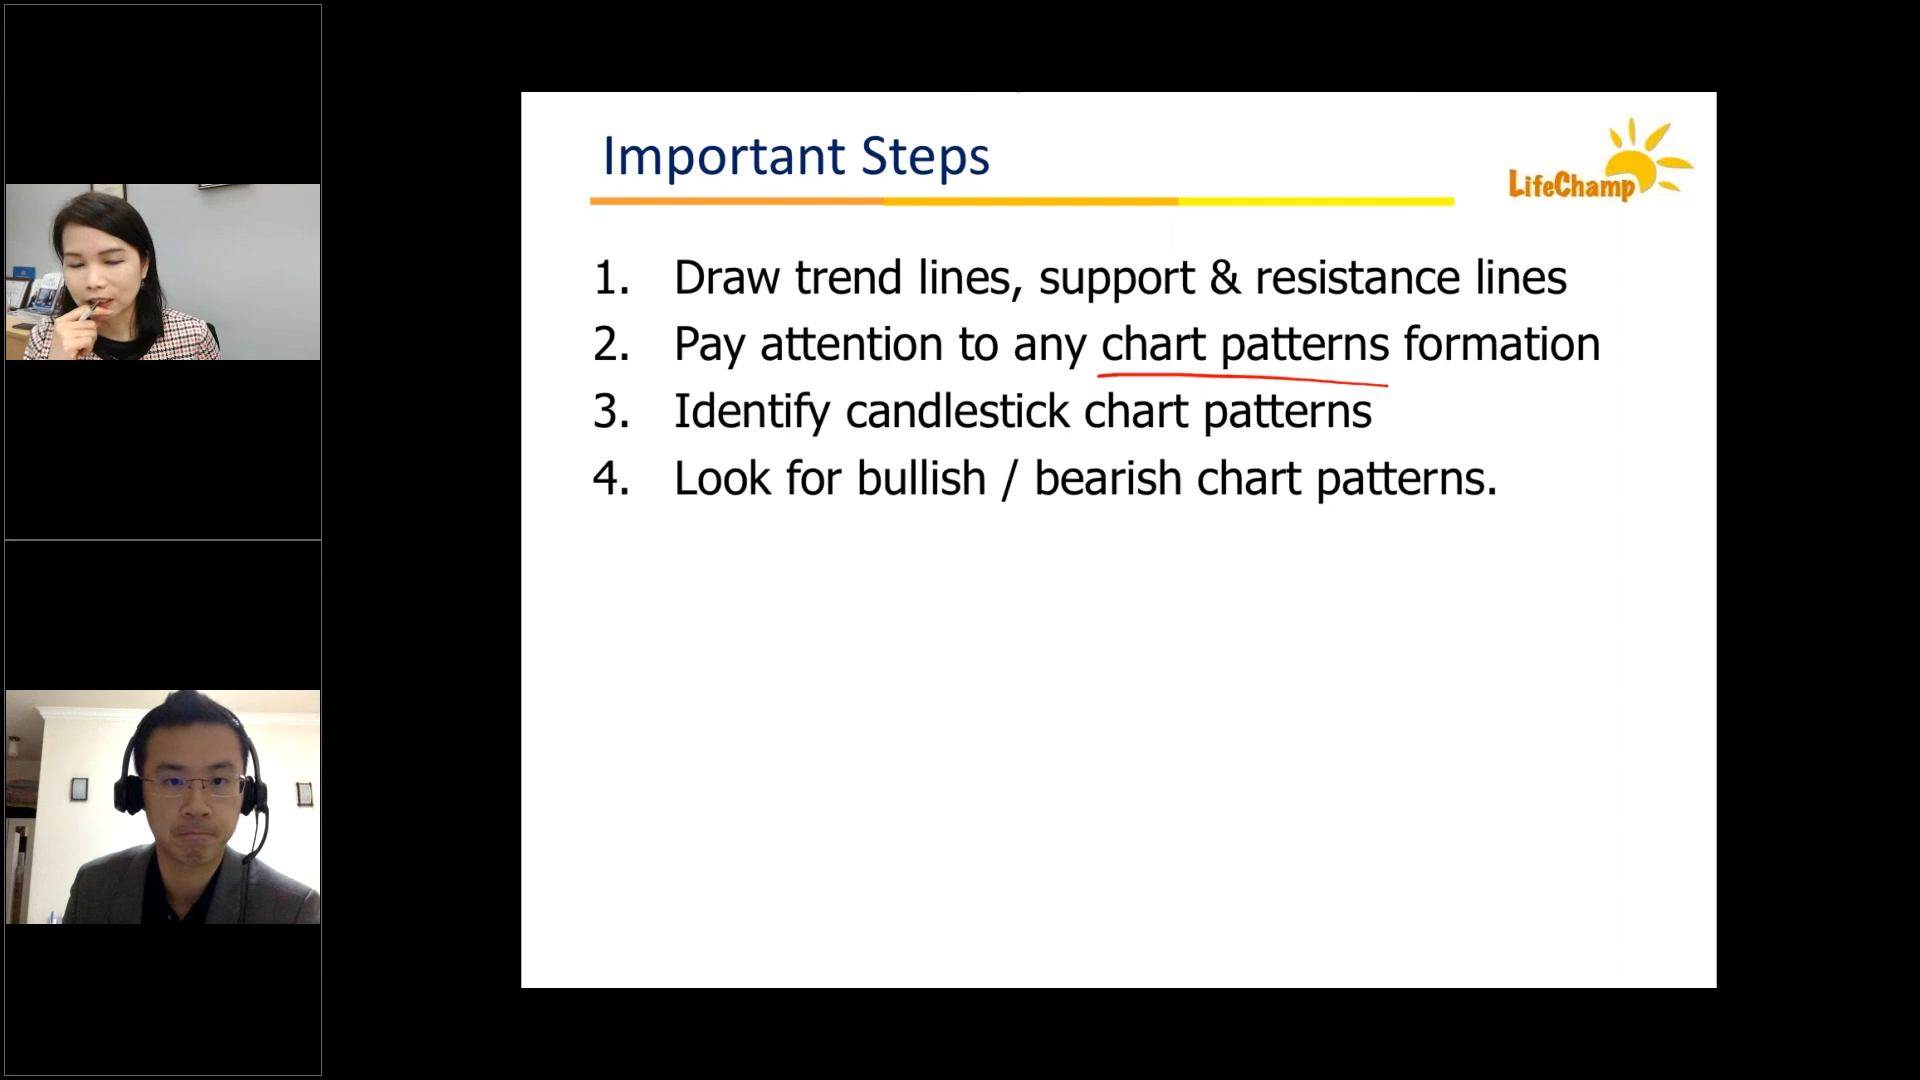 Important Steps
LifeChamp
1. Draw trend lines, support & resistance lines
2. Pay attention to any chart patterns formation
3. Identify candlestick chart patterns
4. Look for bullish / bearish chart patterns.